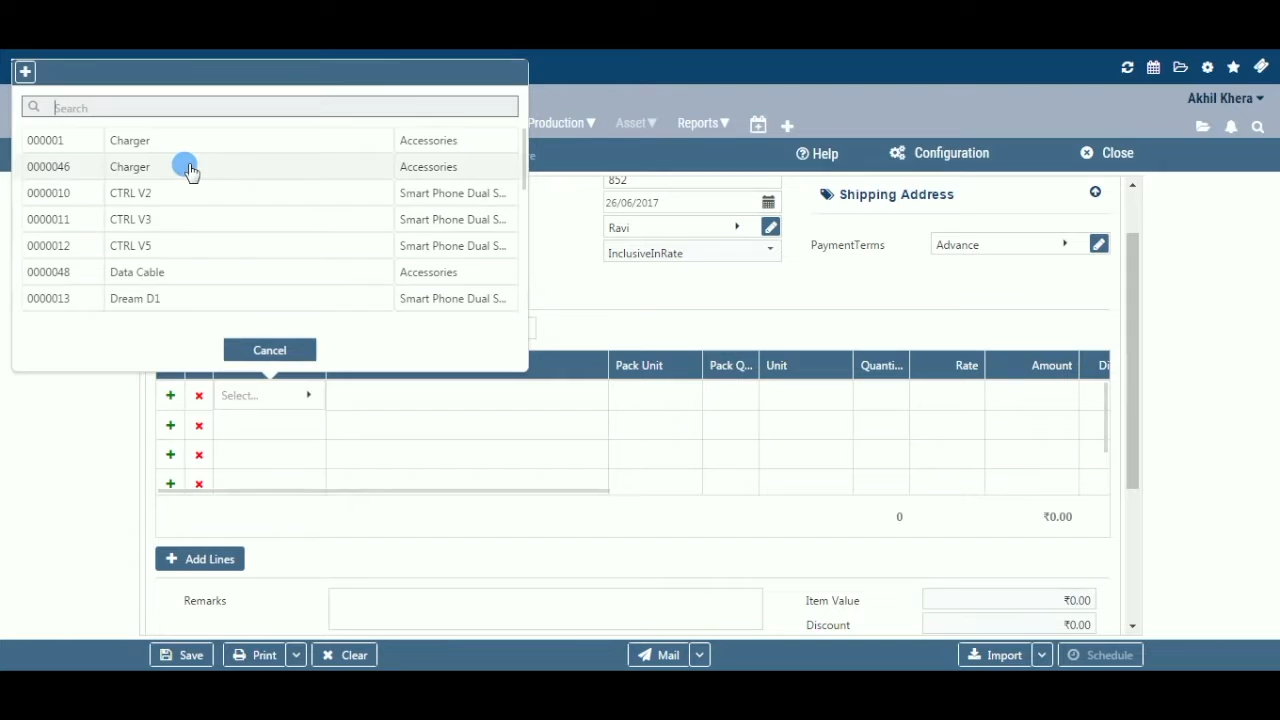 Akhil Khera
Search
Production Asset Reports
000001 Charger Accessories
0000046 Charger Accessories
0000010 CTRL V2 Smart Phone Dual S...
0000011 CTRL V3 Smart Phone Dual S...
0000012 CTRL V5 Smart Phone Dual S...
0000048 Data Cable Accessories
0000013 Dream D1 Smart Phone Dual S...
Cancel
Help Configuration Close
852
26/06/2017
Ravi
InclusiveInRate
Shipping Address
PaymentTerms Advance
Pack Unit Pack Q... Unit Quanti... Rate Amount Di
Select...
0 ₹0.00
Add Lines
Remarks
Item Value ₹0.00
Discount ₹0.00
Save Print Clear Mail Import Schedule